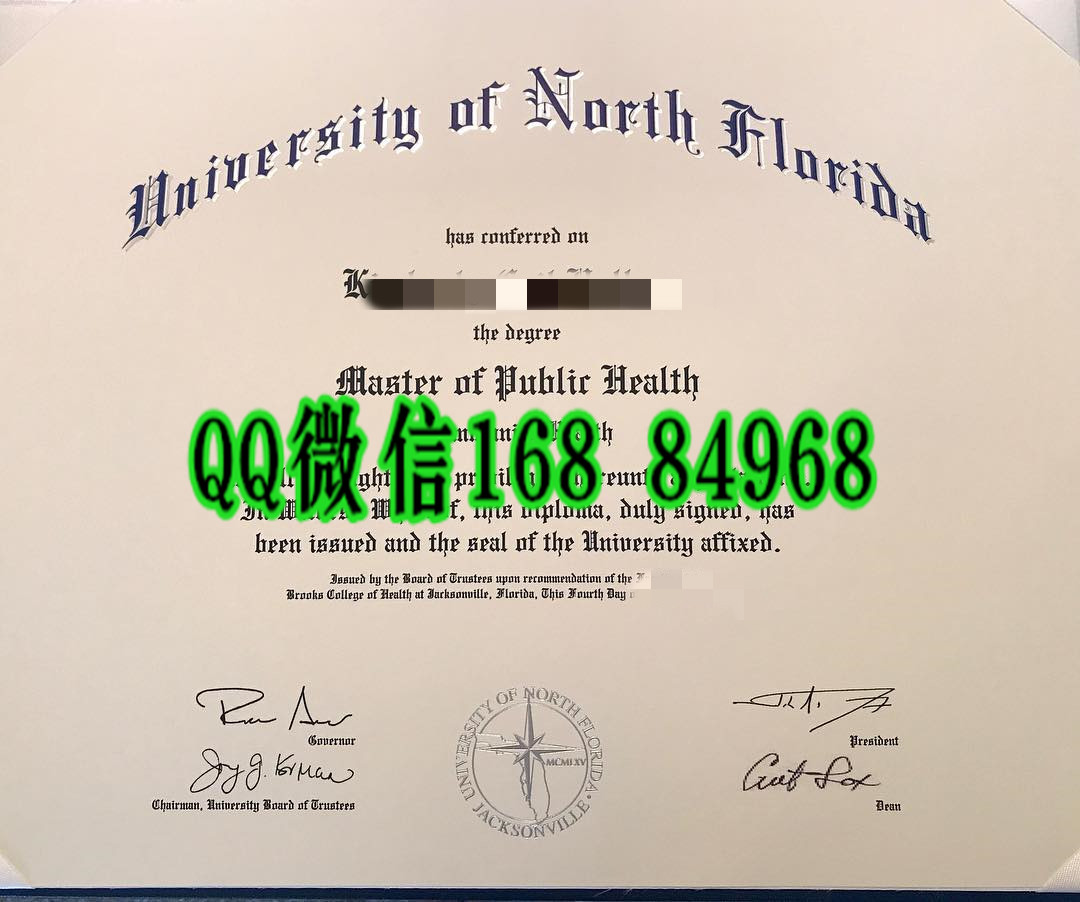 University of North Florida
has conferred on
the degree
Master of Public Health
QQ微信168 84968
this diploma, duly signed, has
been issued and the seal of the University affixed.
Issued by the Board of Trustees upon recommendation of the
Brooks College of Health at Jacksonville, Florida, This Fourth Day
Governor
President
Chairman, University Board of Trustees
Dean
UNIVERSITY OF NORTH FLORIDA
MCMLXV
JACKSONVILLE